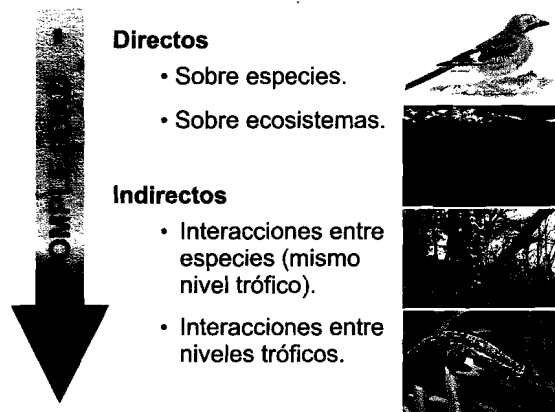 Directos
• Sobre especies.
• Sobre ecosistemas.
Indirectos
• Interacciones entre
especies (mismo
nivel trófico).
• Interacciones entre
niveles tróficos.